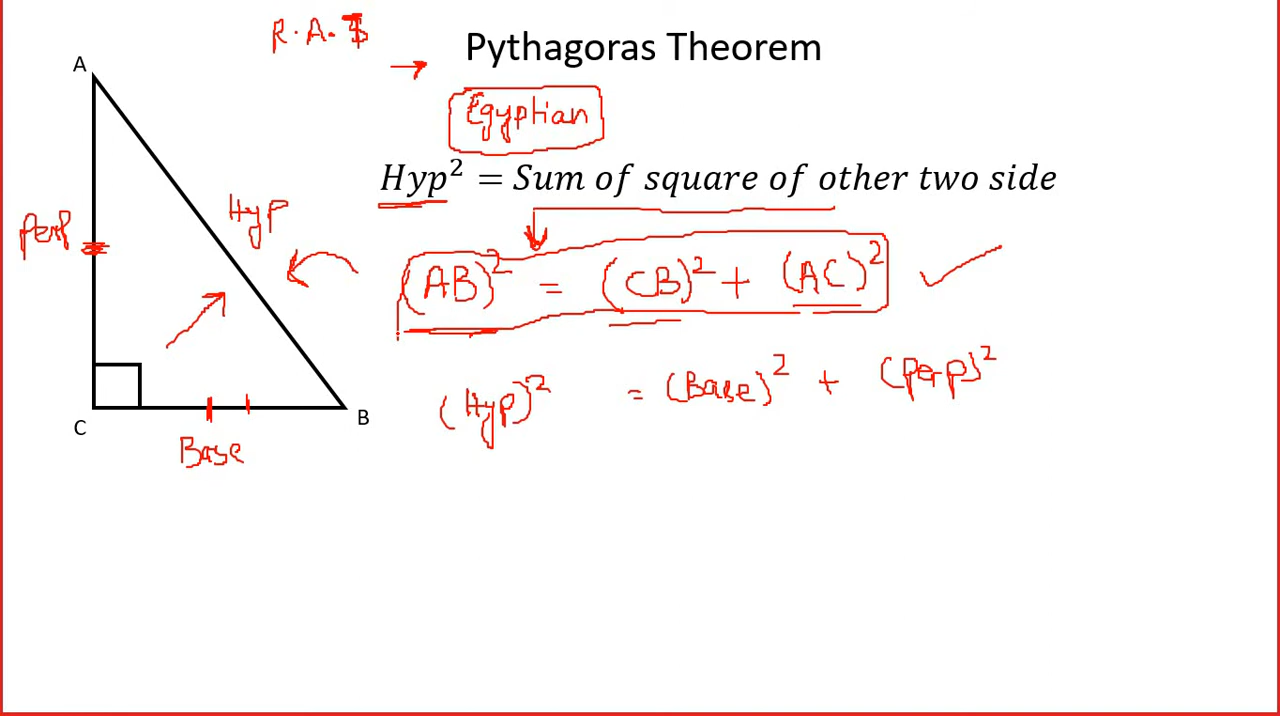 R.A.
Pythagoras Theorem
A
Egyptian
Hyp² = Sum of square of other two side
Hyp
Perp
(AB)² = (CB)² + (AC)²
(Hyp)² = (Base)² + (Perp)²
C
B
Base